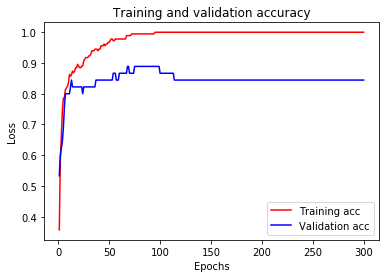 Training and validation accuracy
Loss
1.0
0.9
0.8
0.7
0.6
0.5
0.4
0
50
100
150
200
250
300
Epochs
Training acc
Validation acc